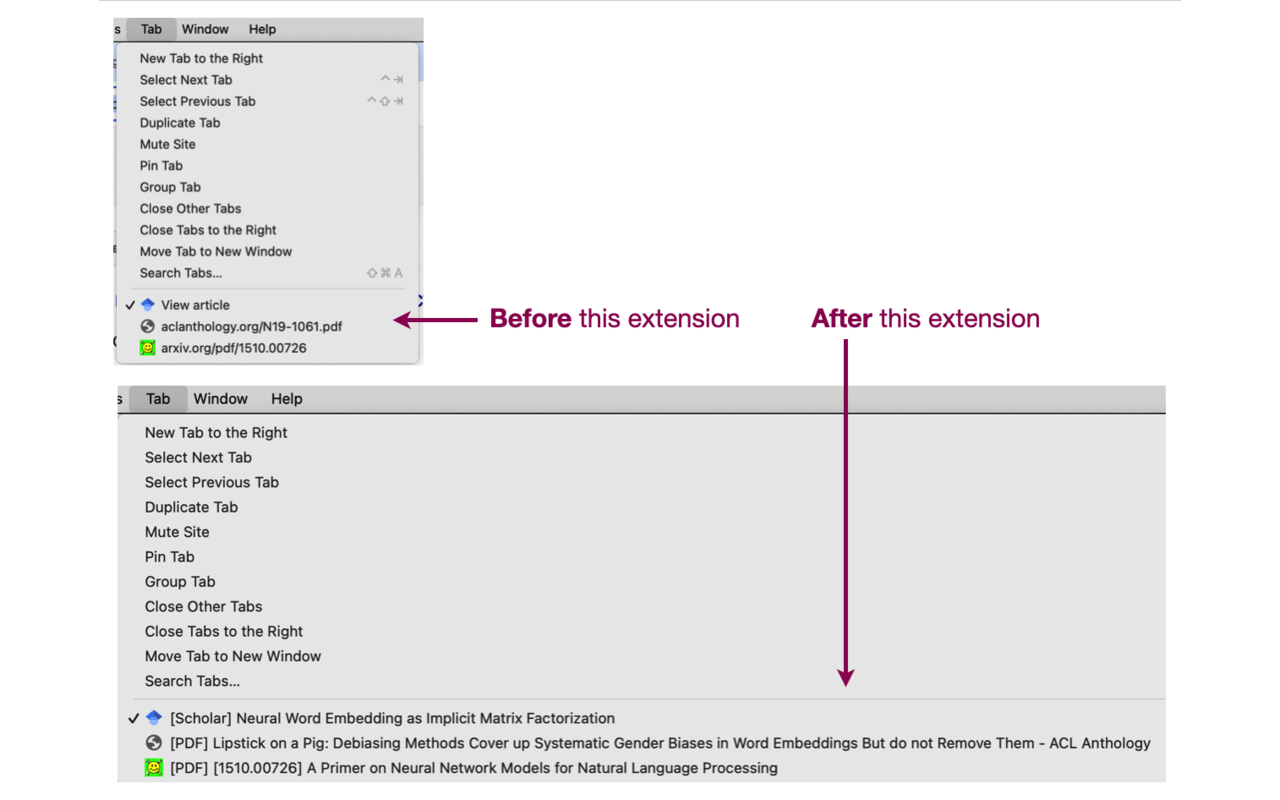 s Tab Window Help
New Tab to the Right
Select Next Tab ^ ⇥
Select Previous Tab ^ ⇧ ⇥
Duplicate Tab
Mute Site
Pin Tab
Group Tab
Close Other Tabs
Close Tabs to the Right
Move Tab to New Window
Search Tabs... ⇧ ⌘ A
✓ View article
aclanthology.org/N19-1061.pdf
arxiv.org/pdf/1510.00726
Before this extension
After this extension
s Tab Window Help
New Tab to the Right
Select Next Tab
Select Previous Tab
Duplicate Tab
Mute Site
Pin Tab
Group Tab
Close Other Tabs
Close Tabs to the Right
Move Tab to New Window
Search Tabs...
✓ [Scholar] Neural Word Embedding as Implicit Matrix Factorization
[PDF] Lipstick on a Pig: Debiasing Methods Cover up Systematic Gender Biases in Word Embeddings But do not Remove Them - ACL Anthology
[PDF] [1510.00726] A Primer on Neural Network Models for Natural Language Processing